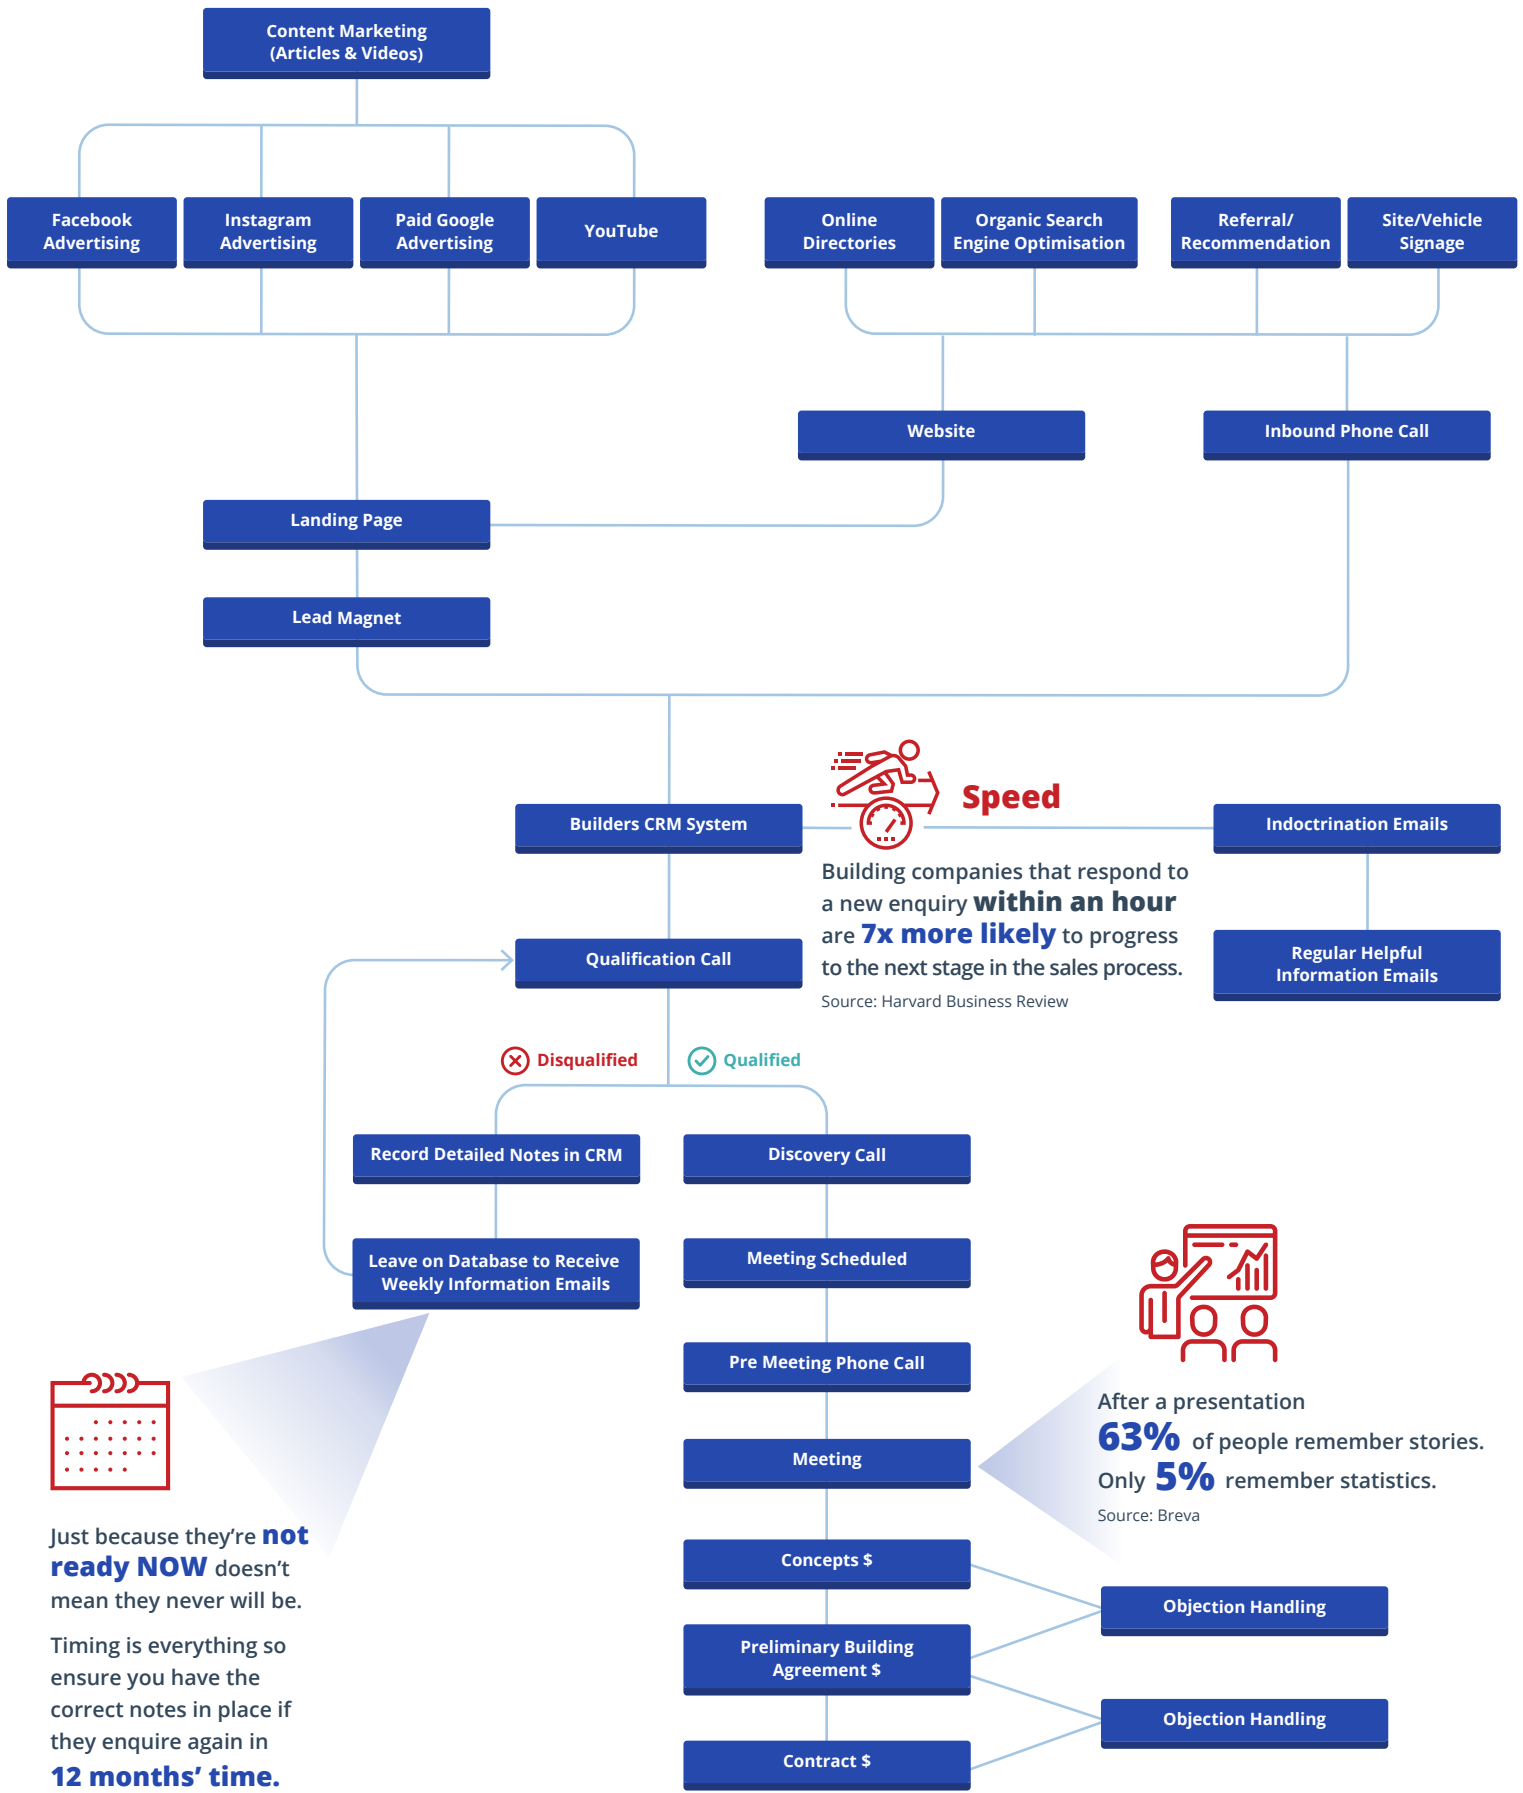 Content Marketing
(Articles & Videos)
Facebook
Advertising
Instagram
Advertising
Paid Google
Advertising
YouTube
Online
Directories
Organic Search
Engine Optimisation
Referral/
Recommendation
Site/Vehicle
Signage
Website
Inbound Phone Call
Landing Page
Lead Magnet
Speed
Builders CRM System
Indoctrination Emails
Building companies that respond to
a new enquiry within an hour
are 7x more likely to progress
to the next stage in the sales process.
Source: Harvard Business Review
Qualification Call
Regular Helpful
Information Emails
Disqualified
Qualified
Record Detailed Notes in CRM
Discovery Call
Leave on Database to Receive
Weekly Information Emails
Meeting Scheduled
Pre Meeting Phone Call
Meeting
After a presentation
63% of people remember stories.
Only 5% remember statistics.
Source: Breva
Just because they’re not
ready NOW doesn’t
mean they never will be.
Timing is everything so
ensure you have the
correct notes in place if
they enquire again in
12 months’ time.
Concepts $
Objection Handling
Preliminary Building
Agreement $
Objection Handling
Contract $